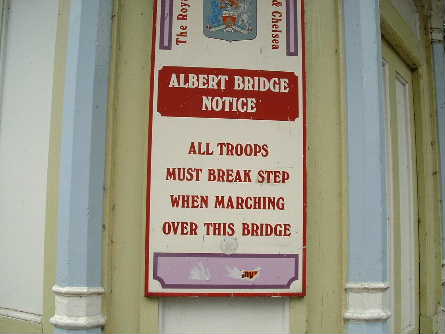 The Roy
& Chelsea
ALBERT BRIDGE
NOTICE
ALL TROOPS
MUST BREAK STEP
WHEN MARCHING
OVER THIS BRIDGE